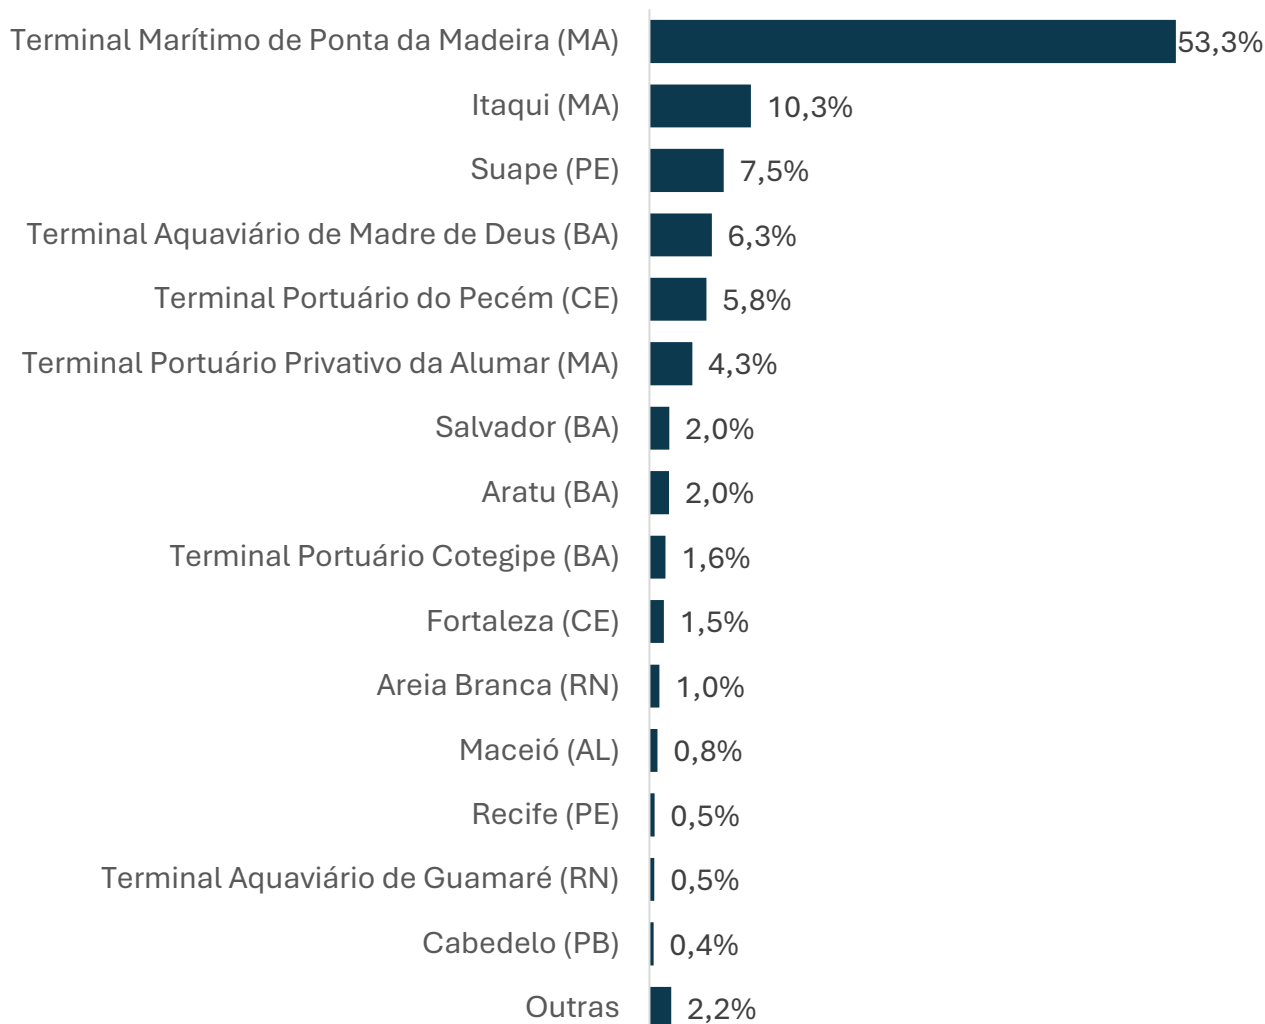 Terminal Marítimo de Ponta da Madeira (MA) 53,3%
Itaqui (MA) 10,3%
Suape (PE) 7,5%
Terminal Aquaviário de Madre de Deus (BA) 6,3%
Terminal Portuário do Pecém (CE) 5,8%
Terminal Portuário Privativo da Alumar (MA) 4,3%
Salvador (BA) 2,0%
Aratu (BA) 2,0%
Terminal Portuário Cotegipe (BA) 1,6%
Fortaleza (CE) 1,5%
Areia Branca (RN) 1,0%
Maceió (AL) 0,8%
Recife (PE) 0,5%
Terminal Aquaviário de Guamaré (RN) 0,5%
Cabedelo (PB) 0,4%
Outras 2,2%